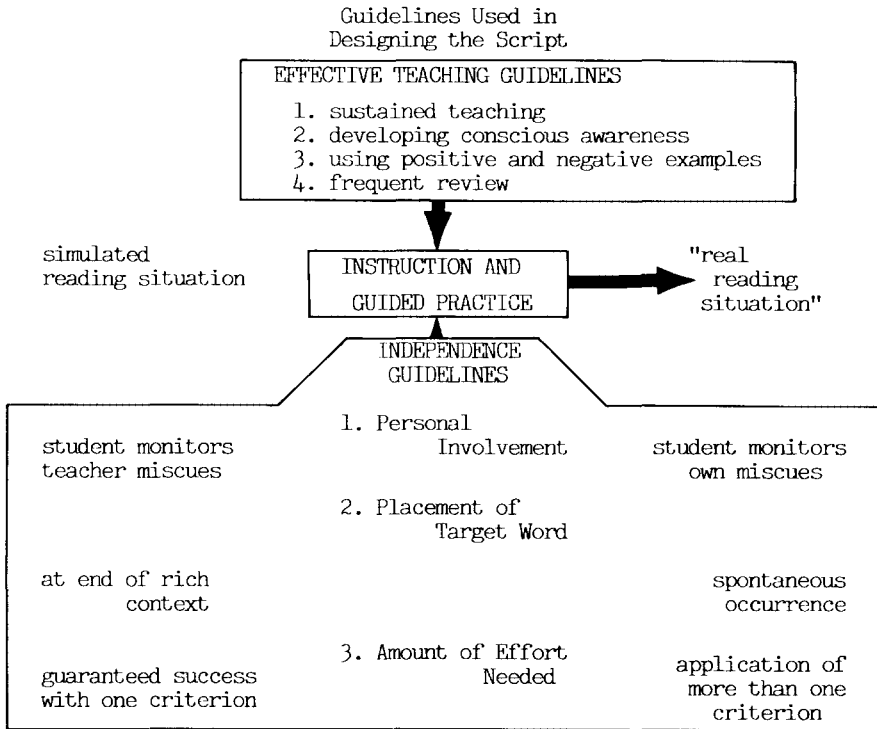 Guidelines Used in
Designing the Script
EFFECTIVE TEACHING GUIDELINES
1. sustained teaching
2. developing conscious awareness
3. using positive and negative examples
4. frequent review
simulated
reading situation
INSTRUCTION AND
GUIDED PRACTICE
"real
reading
situation"
INDEPENDENCE
GUIDELINES
1. Personal
Involvement
student monitors
teacher miscues
student monitors
own miscues
2. Placement of
Target Word
at end of rich
context
spontaneous
occurrence
3. Amount of Effort
Needed
guaranteed success
with one criterion
application of
more than one
criterion